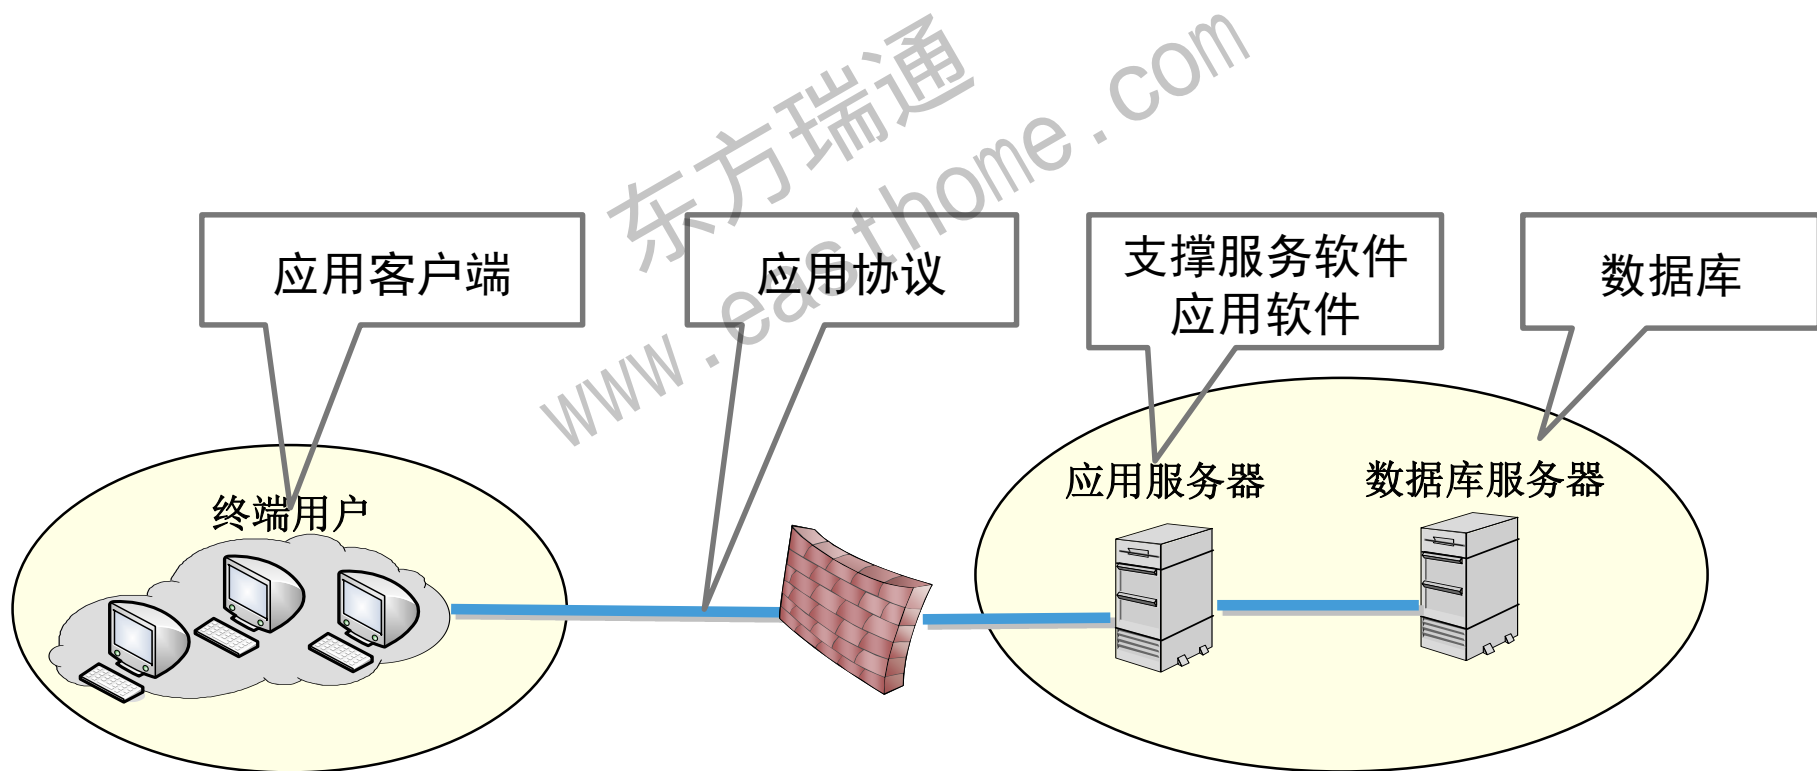 东方瑞通
www.easthome.com
应用客户端
应用协议
支撑服务软件
应用软件
数据库
终端用户
应用服务器
数据库服务器